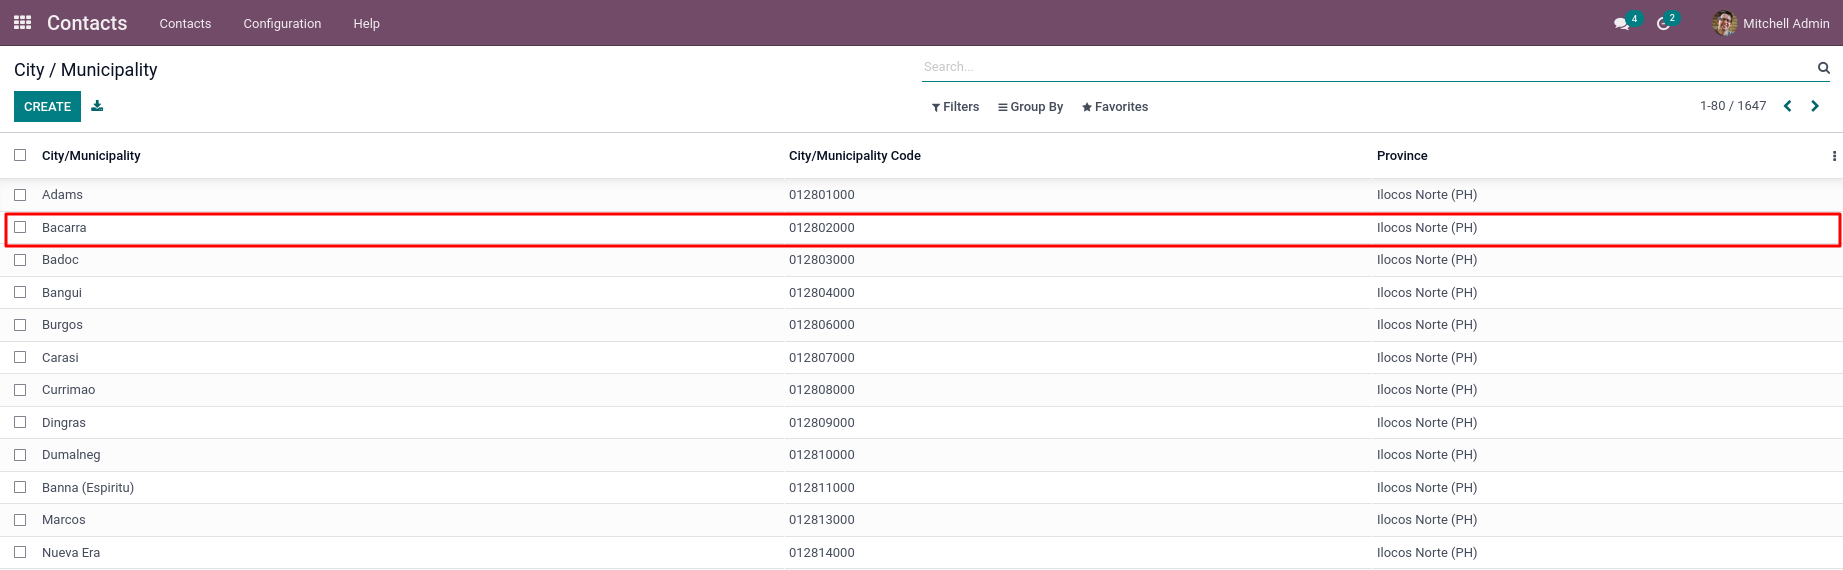 Contacts Contacts Configuration Help 4 2 Mitchell Admin
City / Municipality Search...
CREATE Filters Group By Favorites 1-80 / 1647
City/Municipality City/Municipality Code Province
Adams 012801000 Ilocos Norte (PH)
Bacarra 012802000 Ilocos Norte (PH)
Badoc 012803000 Ilocos Norte (PH)
Bangui 012804000 Ilocos Norte (PH)
Burgos 012806000 Ilocos Norte (PH)
Carasi 012807000 Ilocos Norte (PH)
Currimao 012808000 Ilocos Norte (PH)
Dingras 012809000 Ilocos Norte (PH)
Dumalneg 012810000 Ilocos Norte (PH)
Banna (Espiritu) 012811000 Ilocos Norte (PH)
Marcos 012813000 Ilocos Norte (PH)
Nueva Era 012814000 Ilocos Norte (PH)